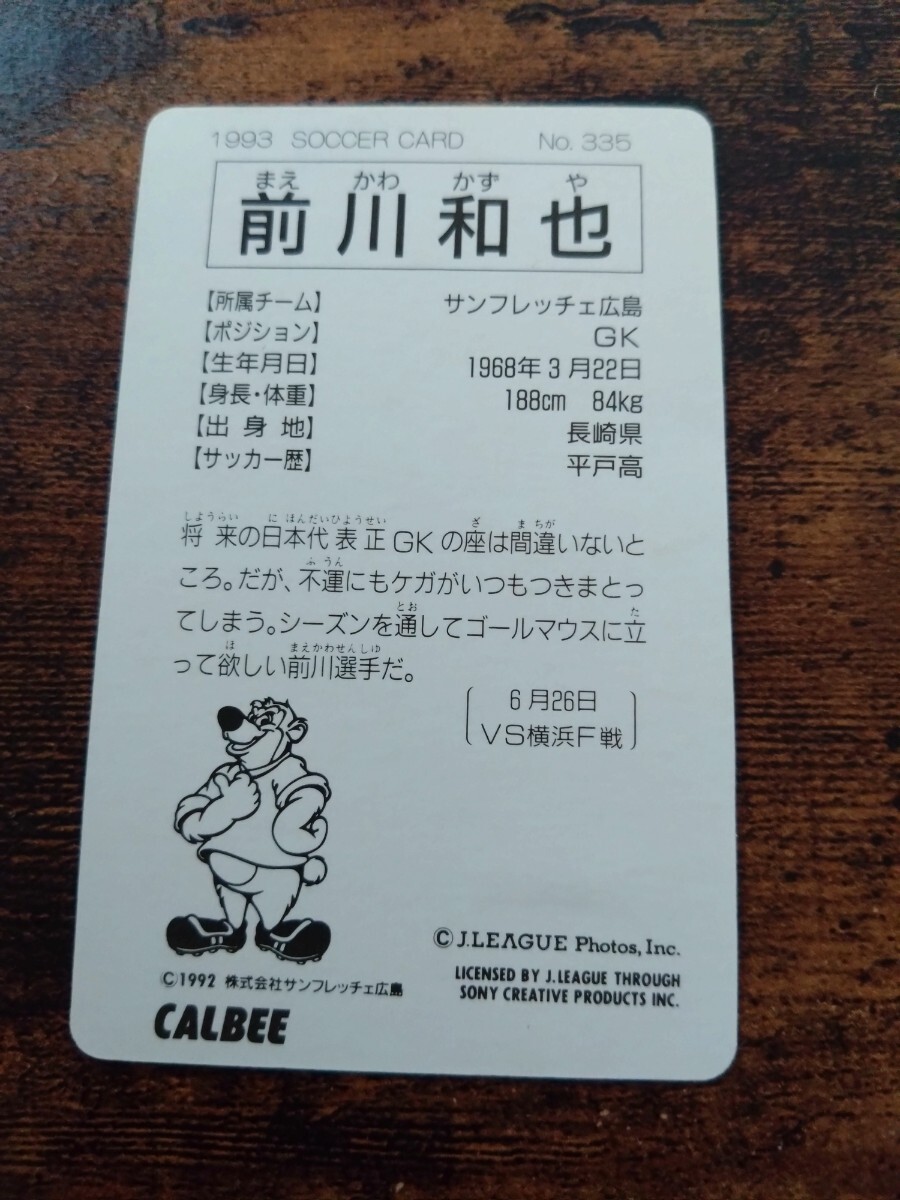 1993 SOCCER CARD No. 335
まえ かわ かず や
前川和也
【所属チーム】 サンフレッチェ広島
【ポジション】 GK
【生年月日】 1968年3月22日
【身長・体重】 188cm 84kg
【出身地】 長崎県
【サッカー歴】 平戸高
しょうらい に ほんだいひようせい ざ ま ちが
将来の日本代表正GKの座は間違いないと
ふ うん
ころ。だが、不運にもケガがいつもつきまとっ
とお た
てしまう。シーズンを通してゴールマウスに立
ほ まえかわせんしゆ
って欲しい前川選手だ。
6月26日
VS横浜F戦
©J.LEAGUE Photos, Inc.
LICENSED BY J.LEAGUE THROUGH
SONY CREATIVE PRODUCTS INC.
©1992 株式会社サンフレッチェ広島
CALBEE